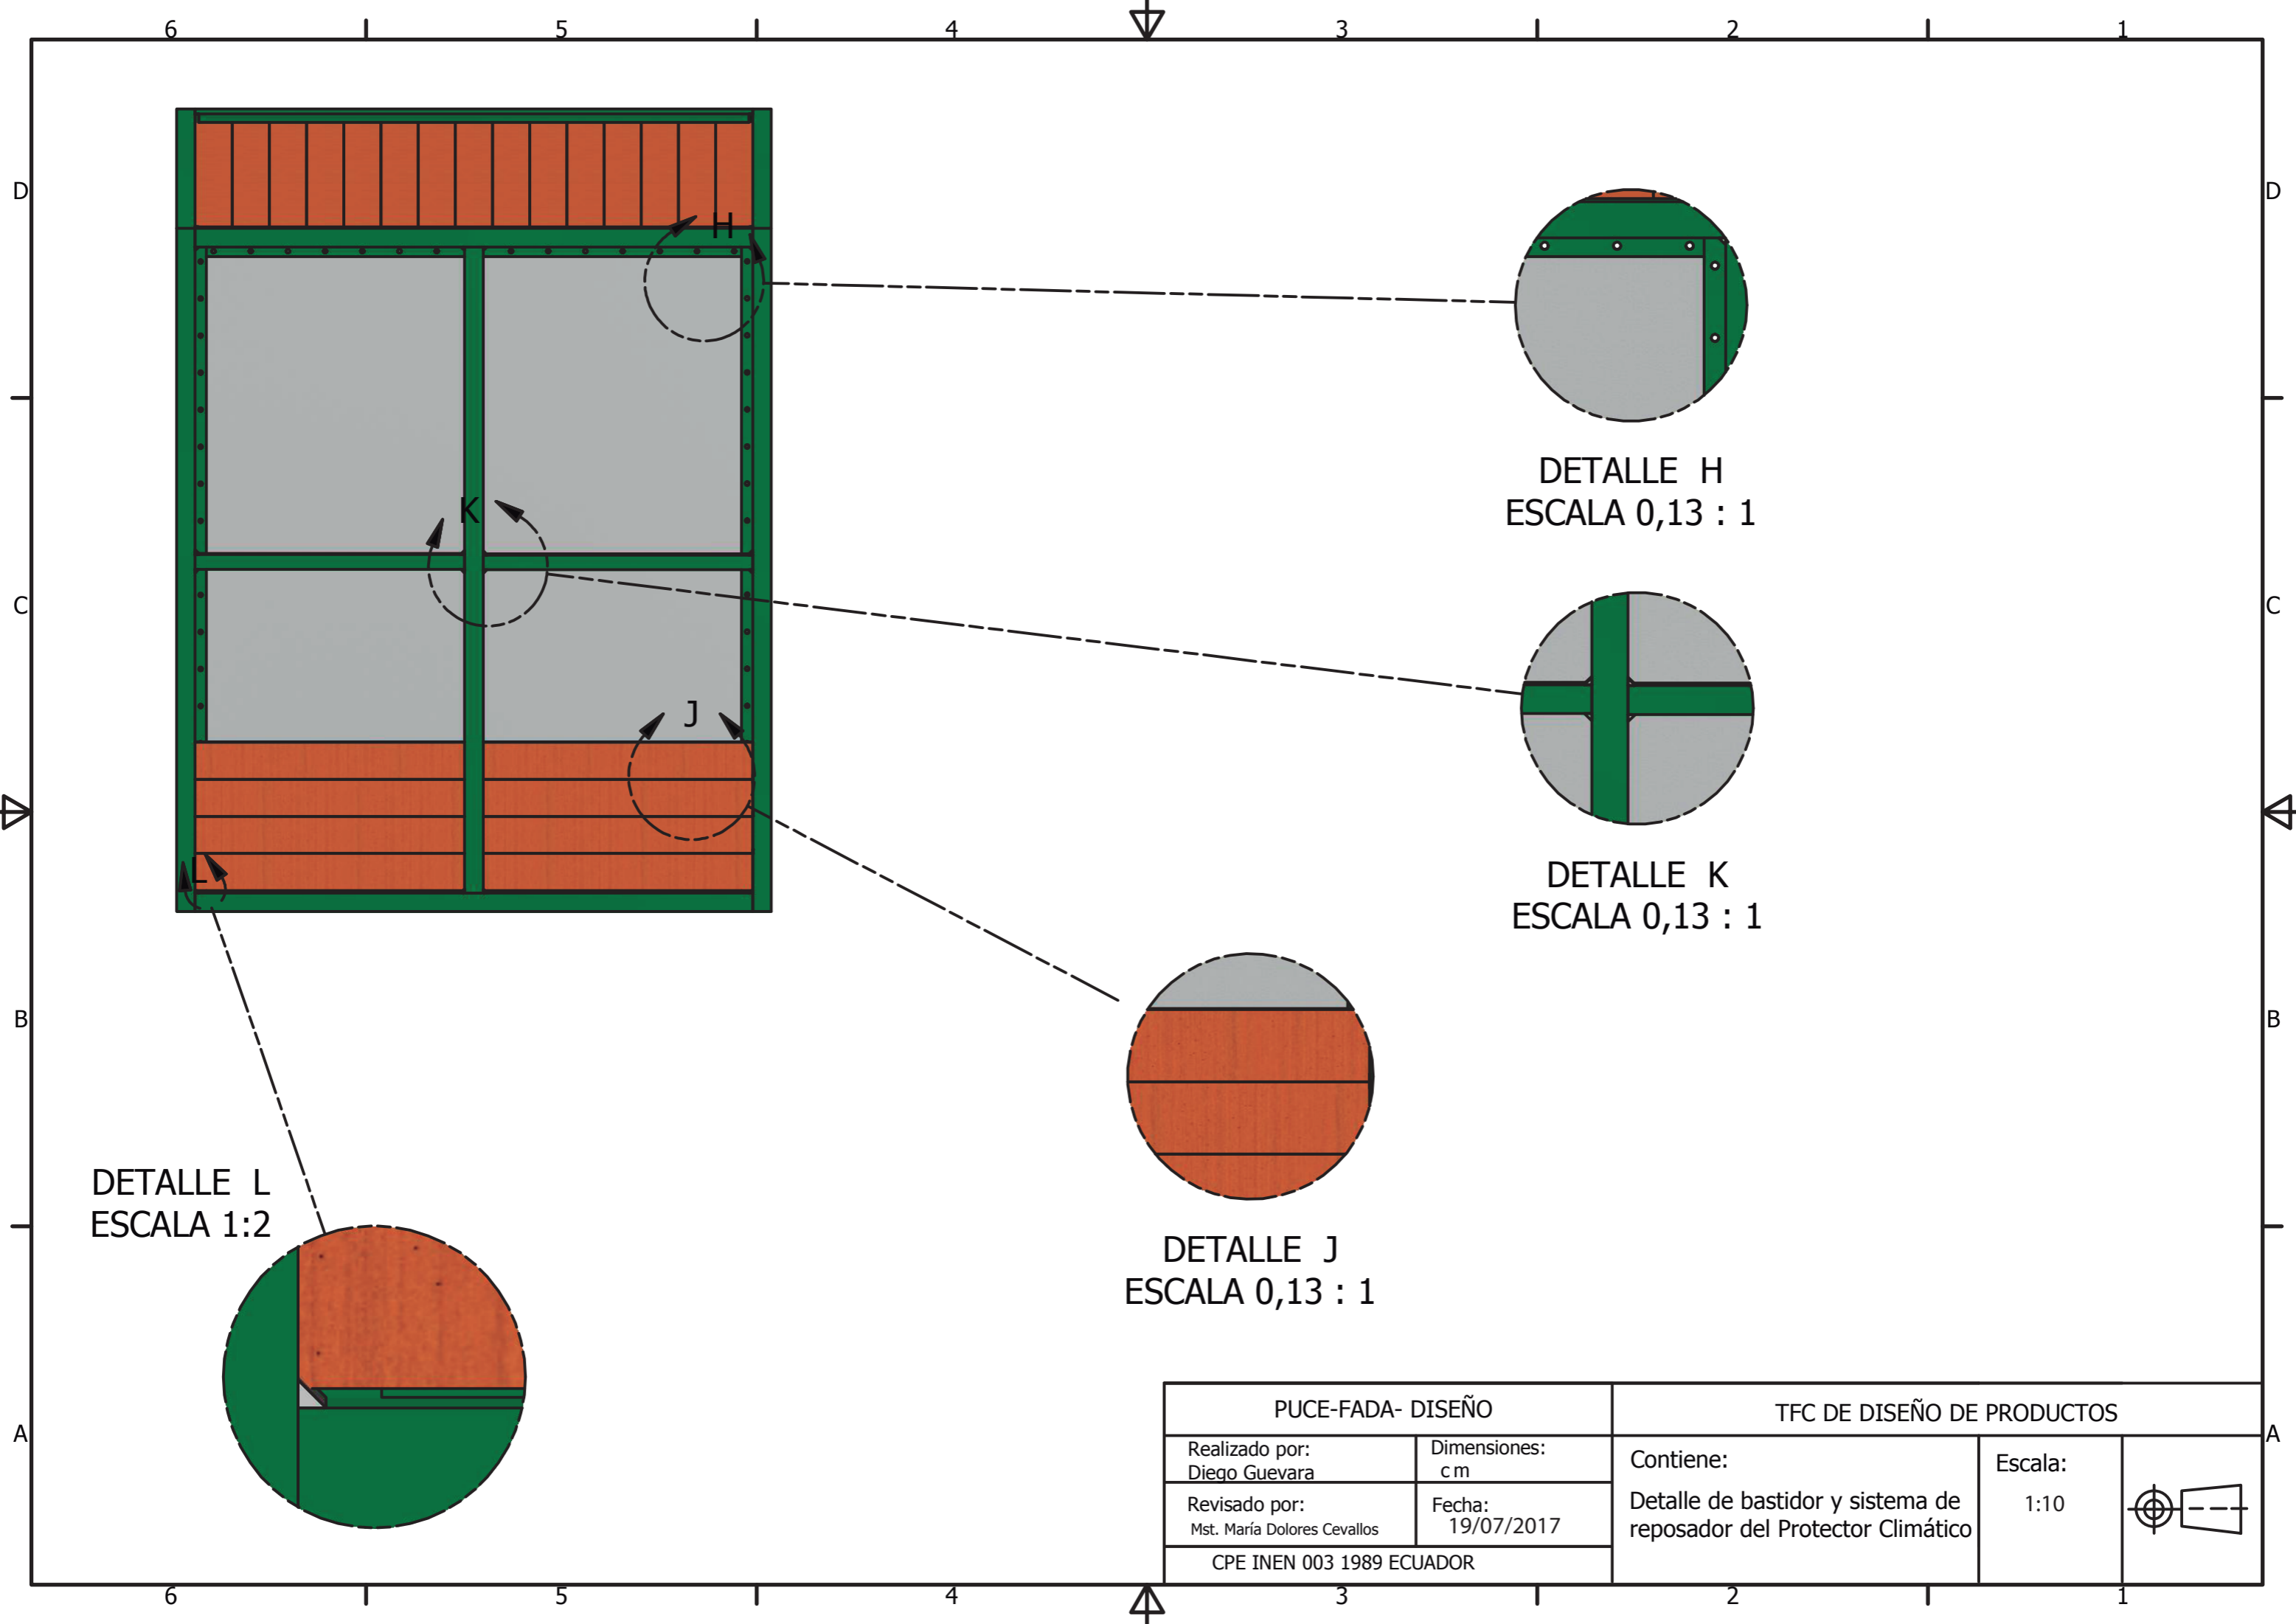 6 5 4 3 2 1
D D
H
DETALLE H
ESCALA 0,13 : 1
K
C C
J
DETALLE K
ESCALA 0,13 : 1
L
B B
DETALLE L
ESCALA 1:2
DETALLE J
ESCALA 0,13 : 1
A A
PUCE-FADA- DISEÑO
TFC DE DISEÑO DE PRODUCTOS
Realizado por:
Diego Guevara
Dimensiones:
cm
Revisado por:
Mst. María Dolores Cevallos
Fecha:
19/07/2017
CPE INEN 003 1989 ECUADOR
Contiene:
Detalle de bastidor y sistema de
reposador del Protector Climático
Escala:
1:10
6 5 3 2 1